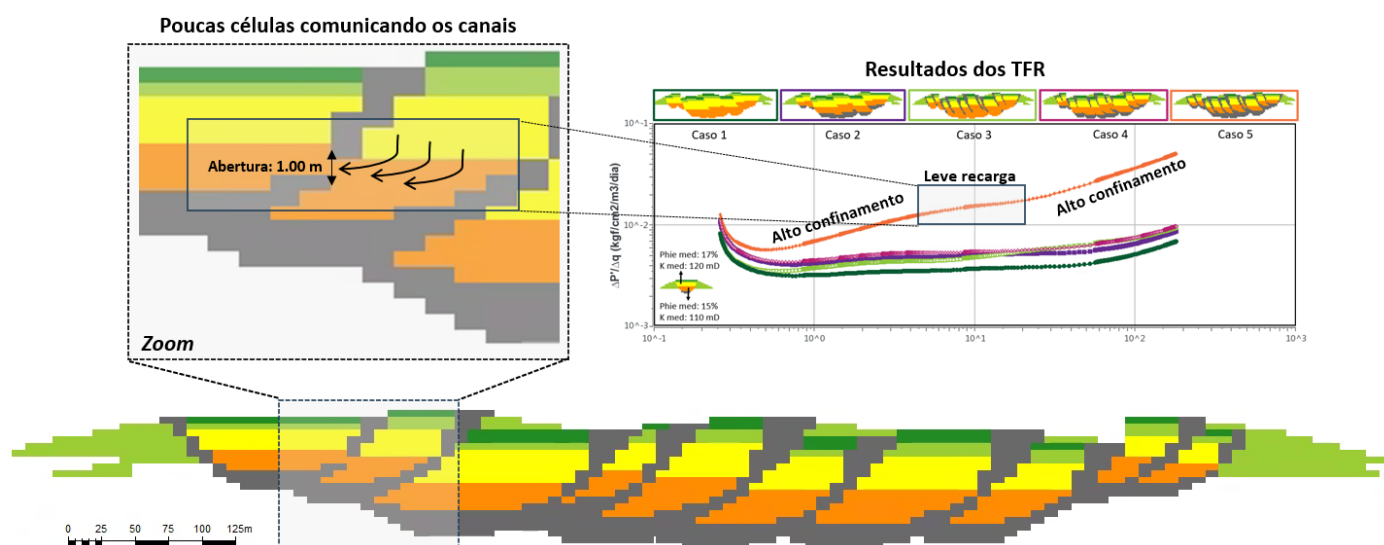 Poucas células comunicando os canais
Abertura: 1.00 m
Zoom
Resultados dos TFR
Caso 1
Caso 2
Caso 3
Caso 4
Caso 5
10^-1
10^-2
10^-3
ΔP'/Δq (kgf/cm2/m3/dia)
Alto confinamento
Leve recarga
Alto confinamento
Phie med: 17%
K med: 120 mD
Phie med: 15%
K med: 110 mD
10^-1
10^0
10^1
10^2
10^3
0
25
50
75
100
125m